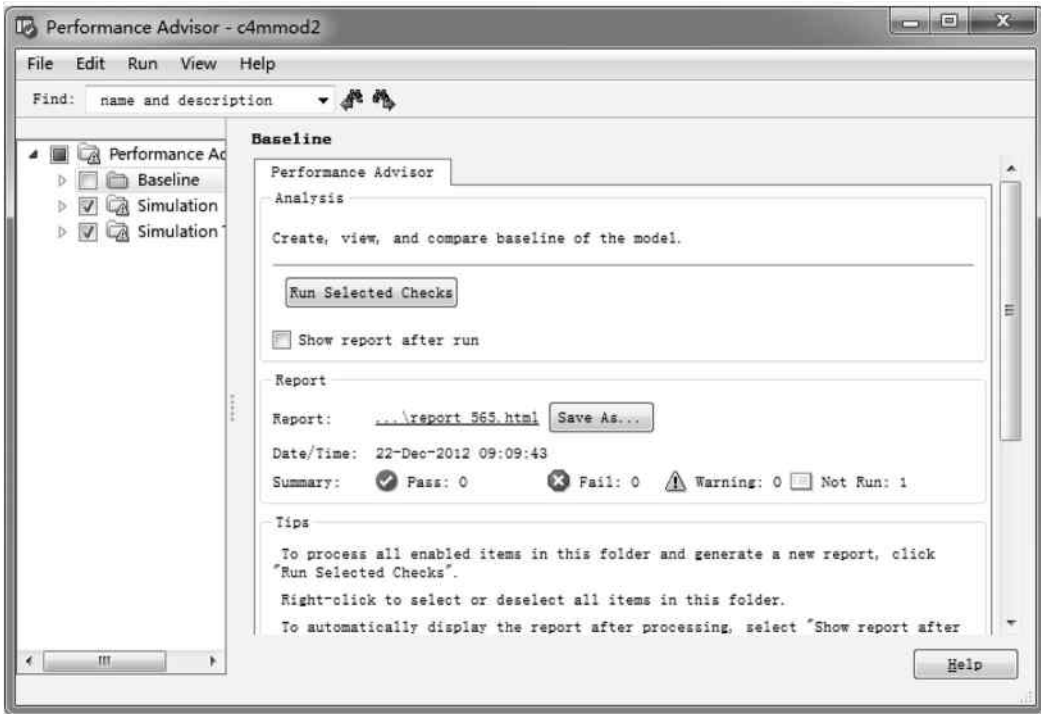 Performance Advisor - c4mmod2
File Edit Run View Help
Find: name and description
Performance Ad
Baseline
Simulation
Simulation
Baseline
Performance Advisor
Analysis
Create, view, and compare baseline of the model.
Run Selected Checks
Show report after run
Report
Report: ...\report_565.html Save As...
Date/Time: 22-Dec-2012 09:09:43
Summary: Pass: 0 Fail: 0 Warning: 0 Not Run: 1
Tips
To process all enabled items in this folder and generate a new report, click
"Run Selected Checks".
Right-click to select or deselect all items in this folder.
To automatically display the report after processing, select "Show report after
Help